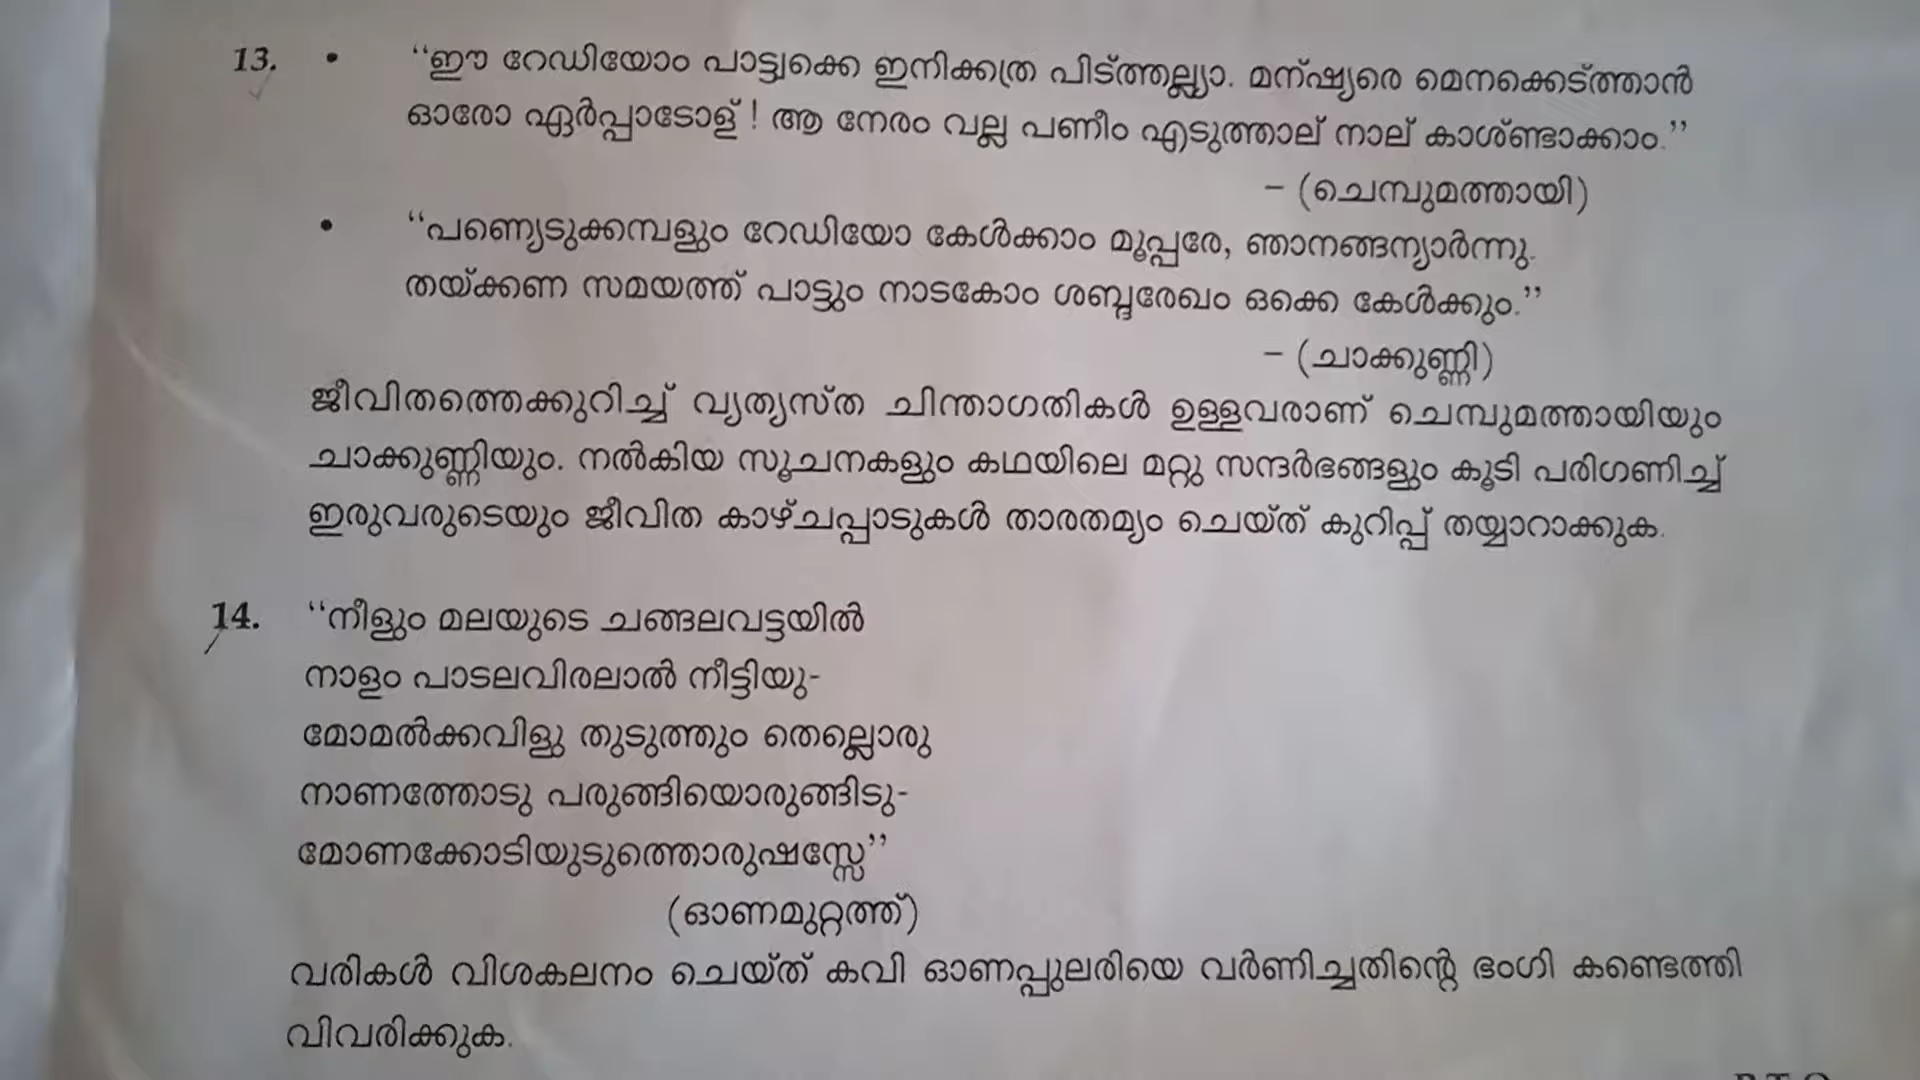 13. • “ഈ റേഡിയോം പാട്ട്വക്കെ ഇനിക്കത്ര പിട്ത്തല്ല്യാ. മന്ഷ്യരെ മെനക്കെട്ത്താൻ
ഓരോ ഏർപ്പാടോള് ! ആ നേരം വല്ല പണീം എടുത്താല് നാല് കാശ്ണ്ടാക്കാം.”
– (ചെമ്പുമത്തായി)
• “പണ്യെടുക്കമ്പളും റേഡിയോ കേൾക്കാം മൂപ്പരേ, ഞാനങ്ങന്യാർന്നു.
തയ്ക്കണ സമയത്ത് പാട്ടും നാടകോം ശബ്ദരേഖം ഒക്കെ കേൾക്കും.”
– (ചാക്കുണ്ണി)
ജീവിതത്തെക്കുറിച്ച് വ്യത്യസ്ത ചിന്താഗതികൾ ഉള്ളവരാണ് ചെമ്പുമത്തായിയും
ചാക്കുണ്ണിയും. നൽകിയ സൂചനകളും കഥയിലെ മറ്റു സന്ദർഭങ്ങളും കൂടി പരിഗണിച്ച്
ഇരുവരുടെയും ജീവിത കാഴ്ചപ്പാടുകൾ താരതമ്യം ചെയ്ത് കുറിപ്പ് തയ്യാറാക്കുക.
14. “നീളും മലയുടെ ചങ്ങലവട്ടയിൽ
നാളം പാടലവിരലാൽ നീട്ടിയു-
മോമൽക്കവിളു തുടുത്തും തെല്ലൊരു
നാണത്തോടു പരുങ്ങിയൊരുങ്ങിടു-
മോണക്കോടിയുടുത്തൊരുഷസ്സേ”
(ഓണമുറ്റത്ത്)
വരികൾ വിശകലനം ചെയ്ത് കവി ഓണപ്പുലരിയെ വർണിച്ചതിന്റെ ഭംഗി കണ്ടെത്തി
വിവരിക്കുക.